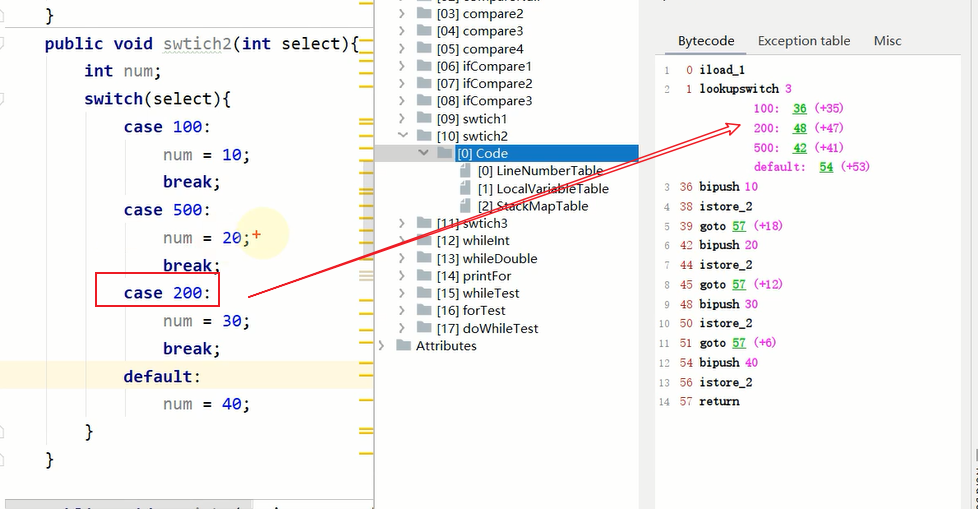 }
public void swtich2(int select){
int num;
switch(select){
case 100:
num = 10;
break;
case 500:
num = 20;
break;
case 200:
num = 30;
break;
default:
num = 40;
}
}
[03] compare2
[04] compare3
[05] compare4
[06] ifCompare1
[07] ifCompare2
[08] ifCompare3
[09] swtich1
[10] swtich2
[0] Code
[0] LineNumberTable
[1] LocalVariableTable
[2] StackMapTable
[11] swtich3
[12] whileInt
[13] whileDouble
[14] printFor
[15] whileTest
[16] forTest
[17] doWhileTest
Attributes
Bytecode Exception table Misc
1 0 iload_1
2 1 lookupswitch 3
100: 36 (+35)
200: 48 (+47)
500: 42 (+41)
default: 54 (+53)
3 36 bipush 10
4 38 istore_2
5 39 goto 57 (+18)
6 42 bipush 20
7 44 istore_2
8 45 goto 57 (+12)
9 48 bipush 30
10 50 istore_2
11 51 goto 57 (+6)
12 54 bipush 40
13 56 istore_2
14 57 return